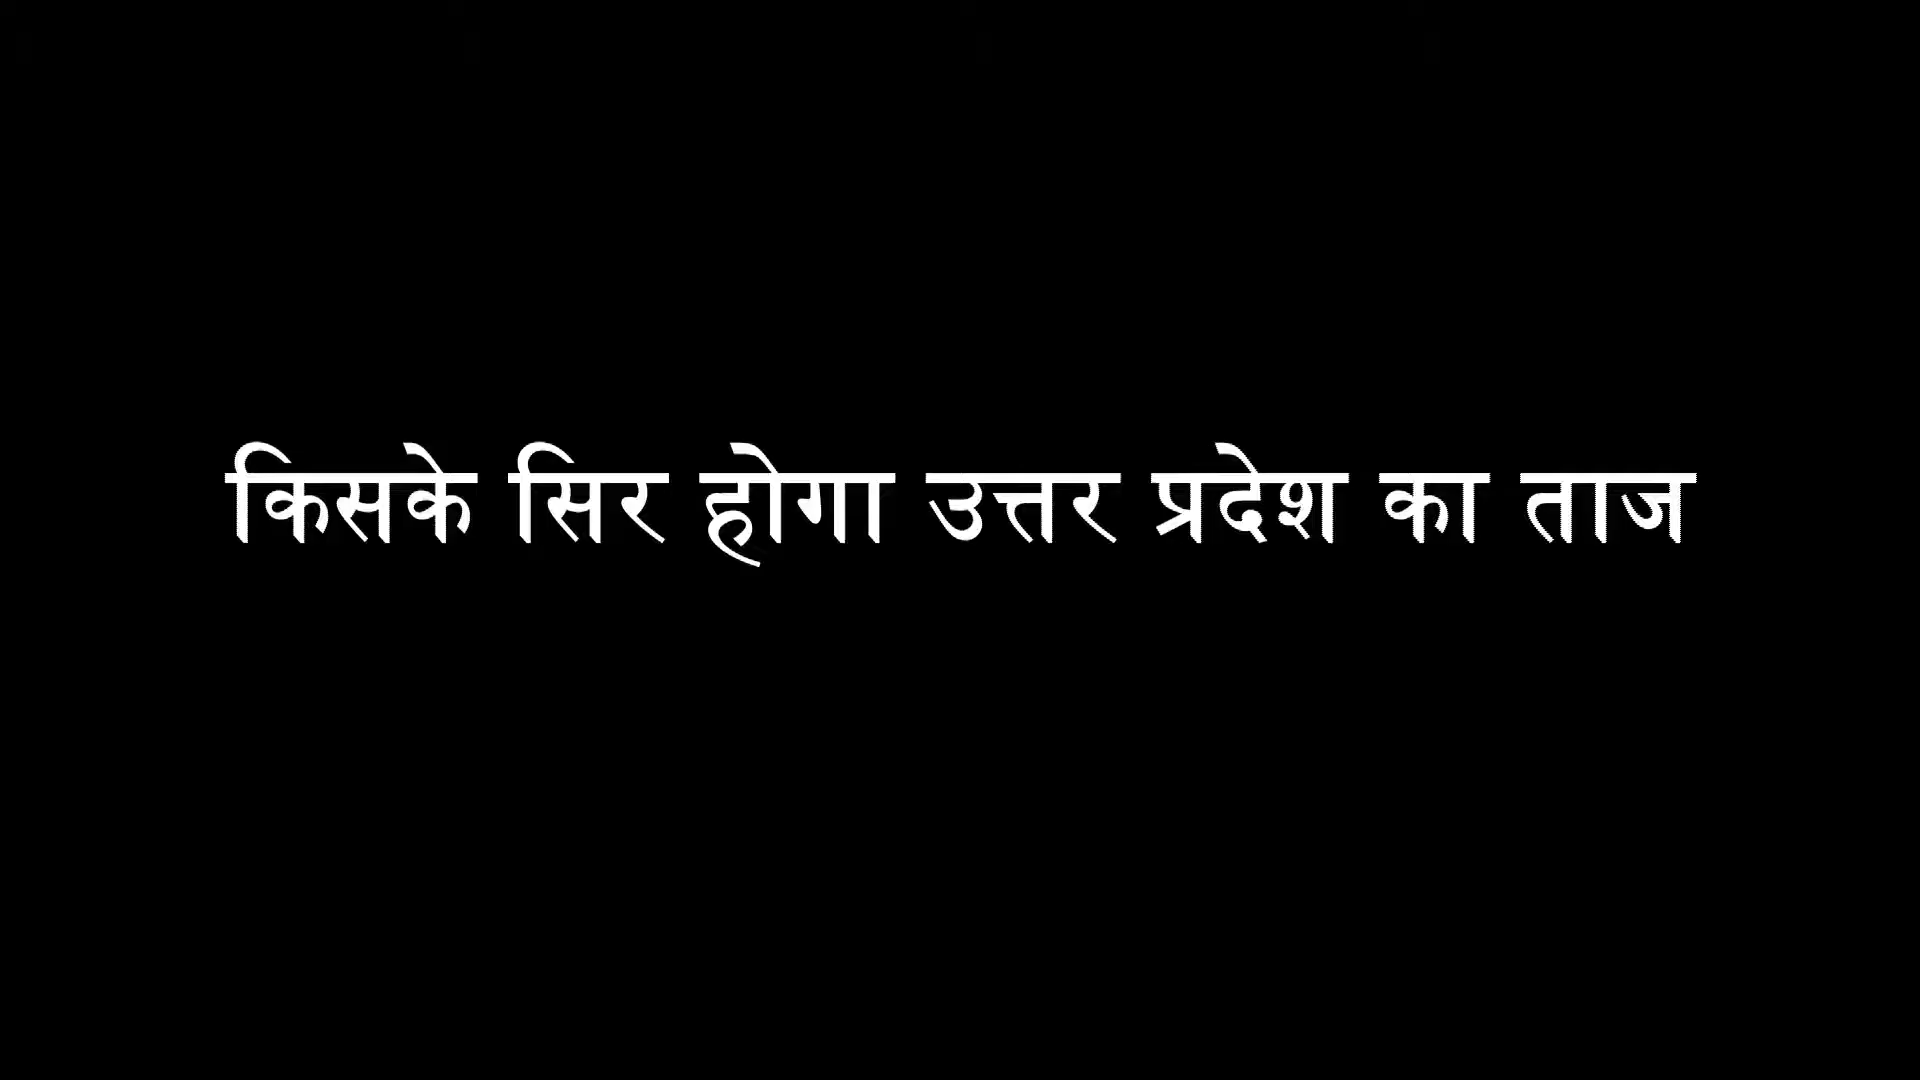 किसके सिर होगा उत्तर प्रदेश का ताज